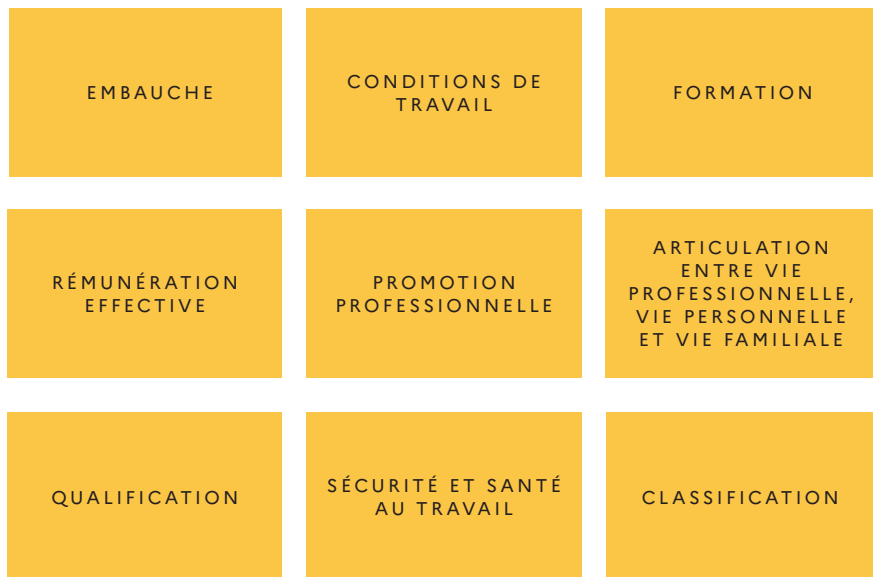 EMBAUCHE
CONDITIONS DE
TRAVAIL
FORMATION
RÉMUNÉRATION
EFFECTIVE
PROMOTION
PROFESSIONNELLE
ARTICULATION
ENTRE VIE
PROFESSIONNELLE,
VIE PERSONNELLE
ET VIE FAMILIALE
QUALIFICATION
SÉCURITÉ ET SANTÉ
AU TRAVAIL
CLASSIFICATION